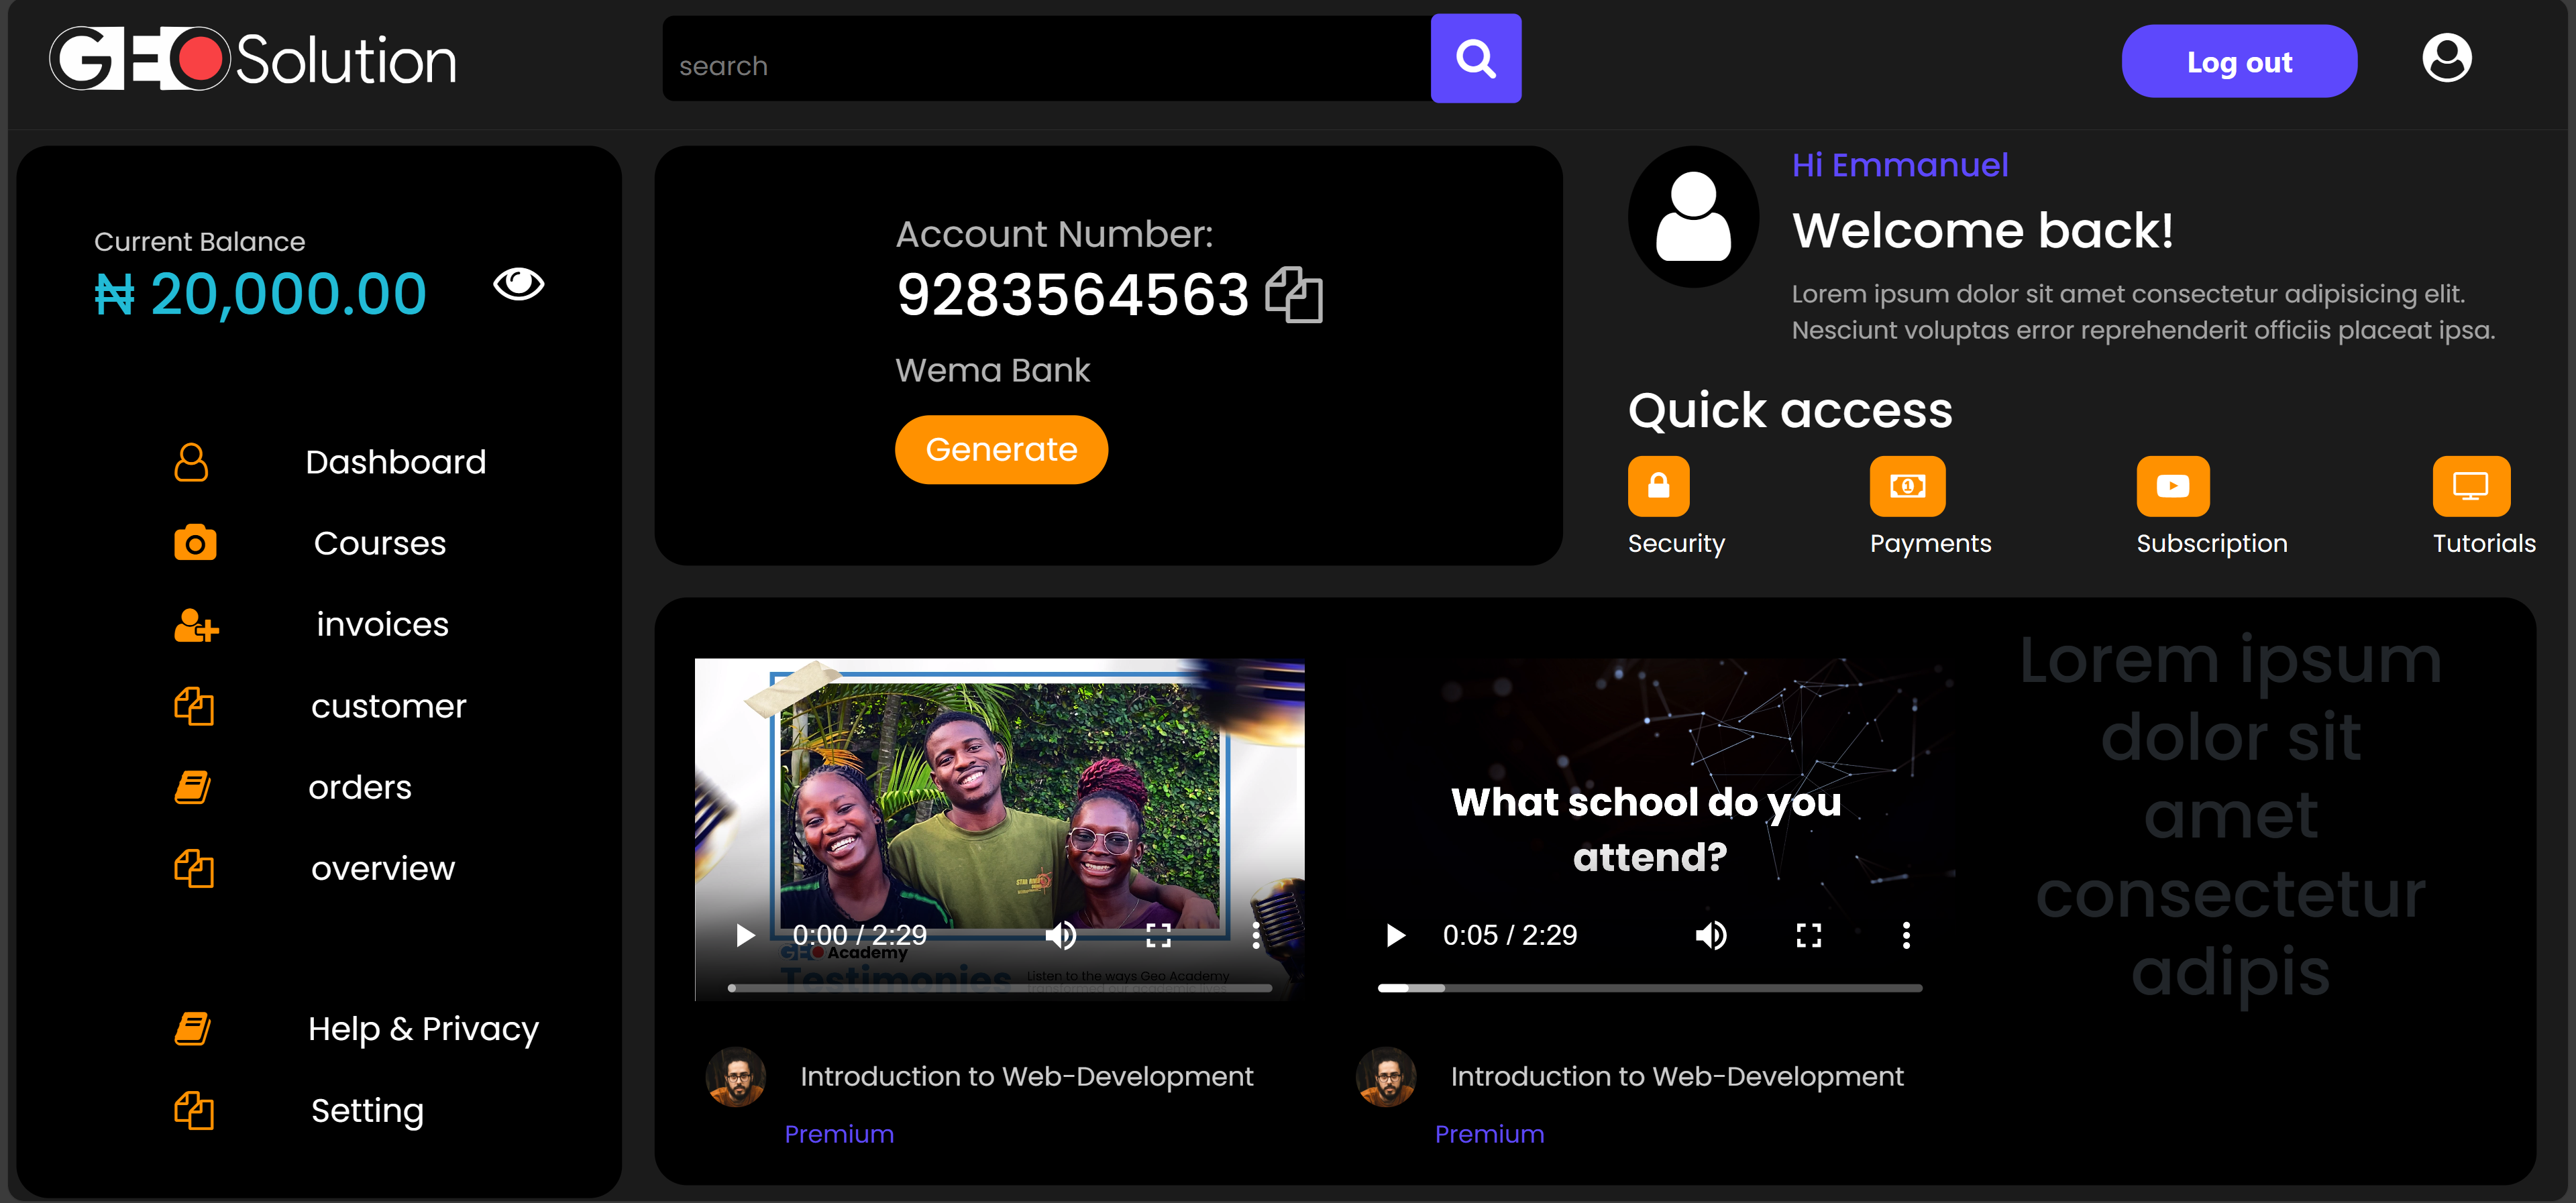 GEO Solution
search
Log out
Current Balance
₦ 20,000.00
Dashboard
Courses
invoices
customer
orders
overview
Help & Privacy
Setting
Account Number:
9283564563
Wema Bank
Generate
Hi Emmanuel
Welcome back!
Lorem ipsum dolor sit amet consectetur adipisicing elit.
Nesciunt voluptas error reprehenderit officiis placeat ipsa.
Quick access
Security
Payments
Subscription
Tutorials
0:00 / 2:29
GEO Academy
Testimonies
Listen to the ways Geo Academy
transformed our academic lives
Introduction to Web-Development
Premium
What school do you
attend?
0:05 / 2:29
Introduction to Web-Development
Premium
Lorem ipsum
dolor sit
amet
consectetur
adipis